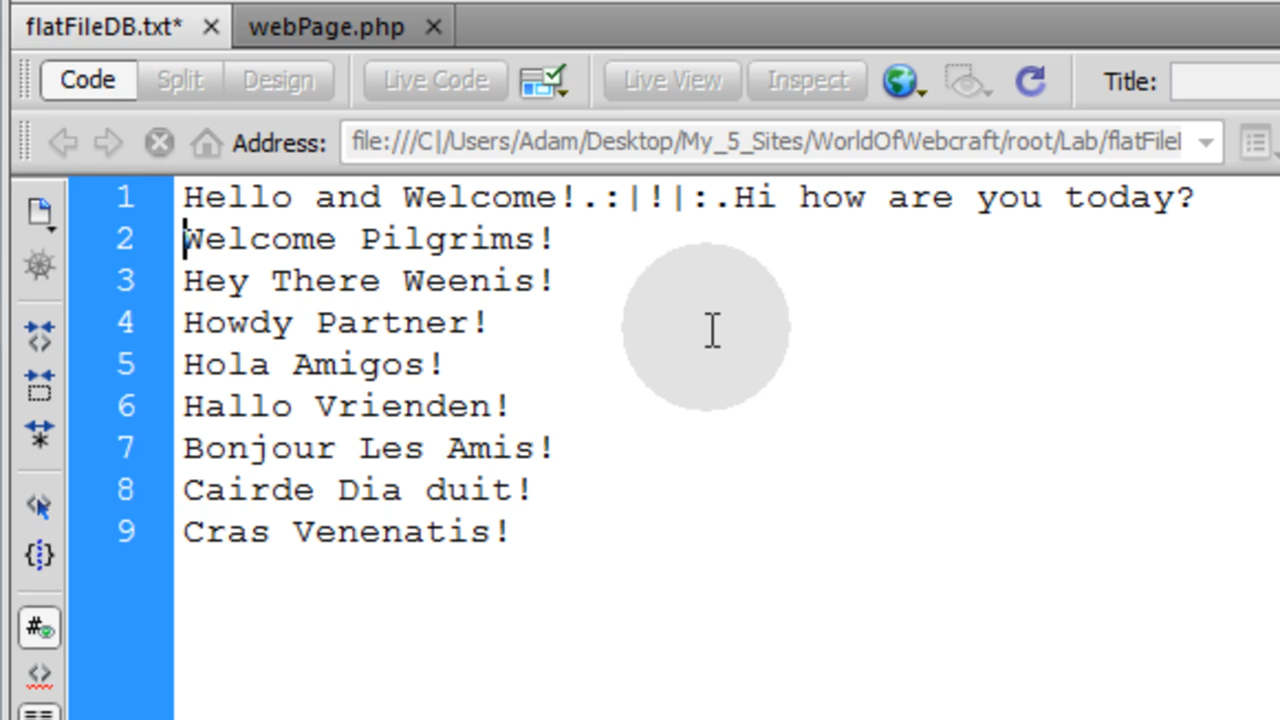 flatFileDB.txt* webPage.php
Code Split Design Live Code Live View Inspect Title:
Address: file:///C|/Users/Adam/Desktop/My_5_Sites/WorldOfWebcraft/root/Lab/flatFileI
1 Hello and Welcome!.:|!|:.Hi how are you today?
2 Welcome Pilgrims!
3 Hey There Weenis!
4 Howdy Partner!
5 Hola Amigos!
6 Hallo Vrienden!
7 Bonjour Les Amis!
8 Cairde Dia duit!
9 Cras Venenatis!